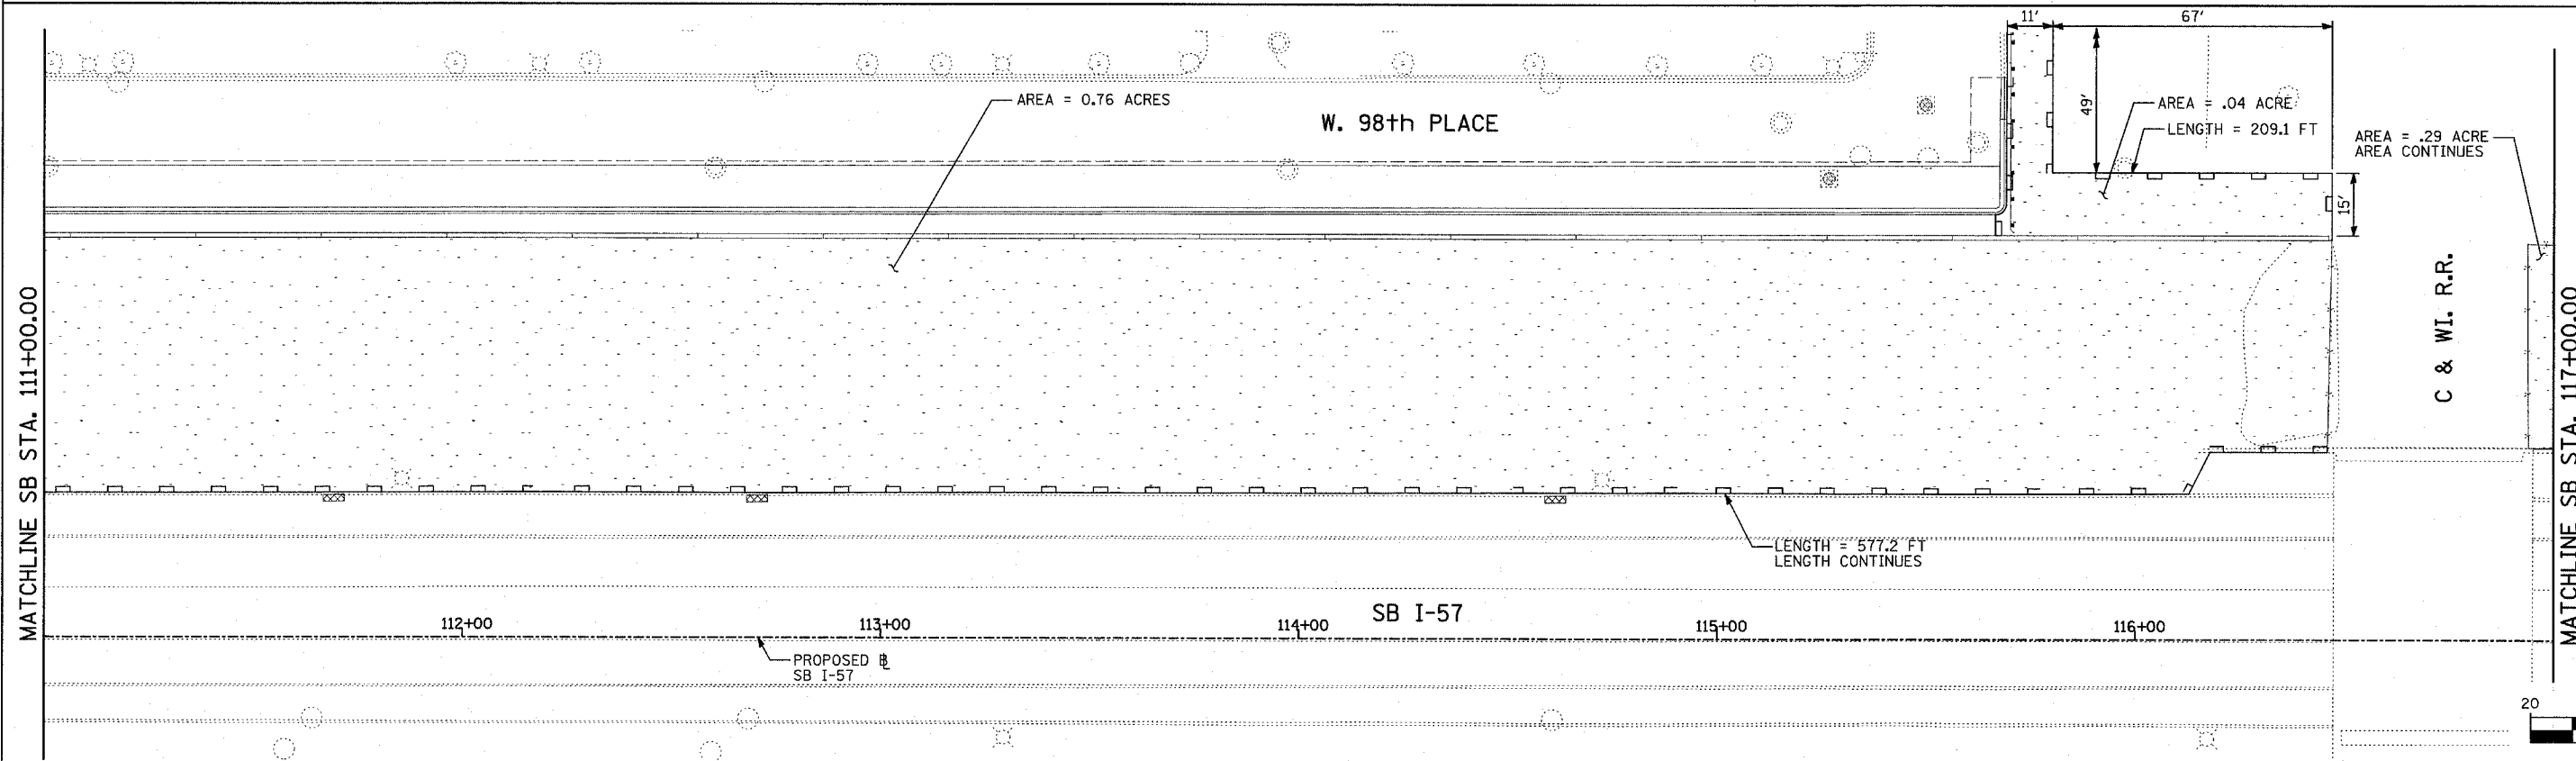 11'
67'
AREA = 0.76 ACRES
W. 98th PLACE
49'
AREA = .04 ACRE
LENGTH = 209.1 FT
AREA = .29 ACRE
AREA CONTINUES
15'
MATCHLINE SB STA. 111+00.00
C & WI. R.R.
MATCHLINE SB STA. 117+00.00
LENGTH = 577.2 FT
LENGTH CONTINUES
SB I-57
112+00
113+00
114+00
115+00
116+00
PROPOSED ⅊
SB I-57
20